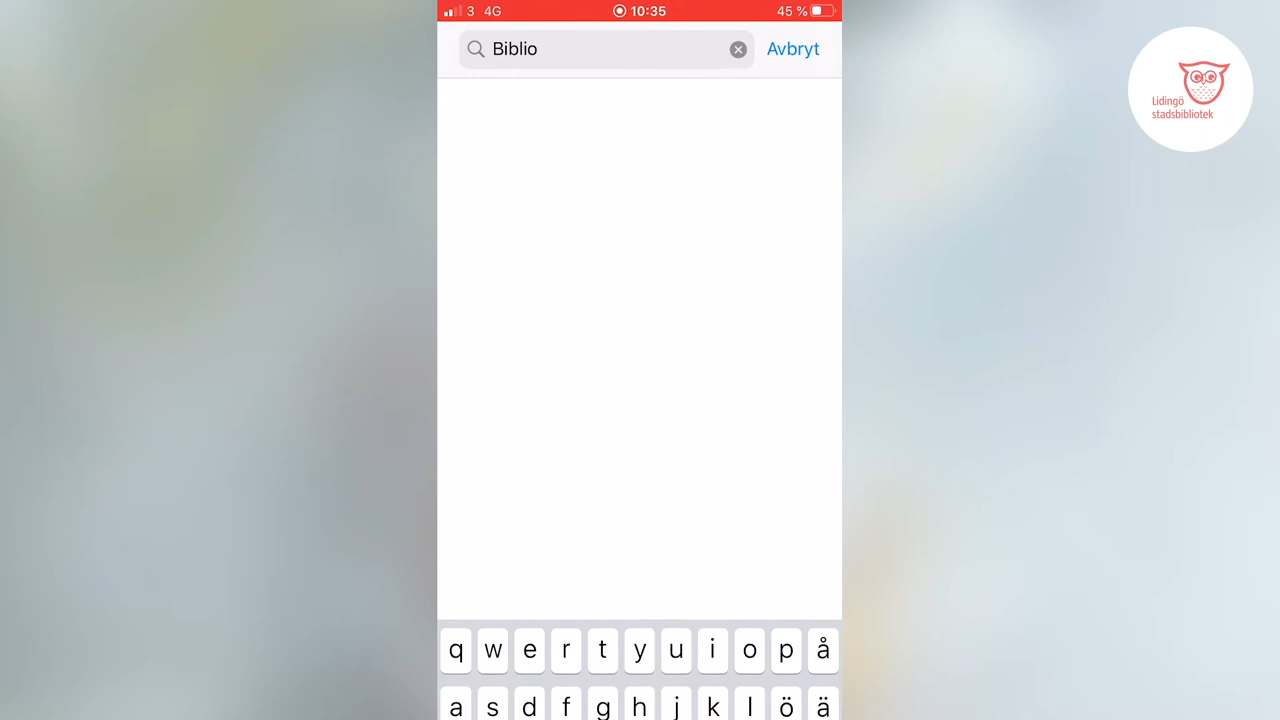 3 4G 10:35 45 %
Biblio Avbryt
Lidingö
stadsbibliotek
q w e r t y u i o p å
a s d f g h j k l ö ä